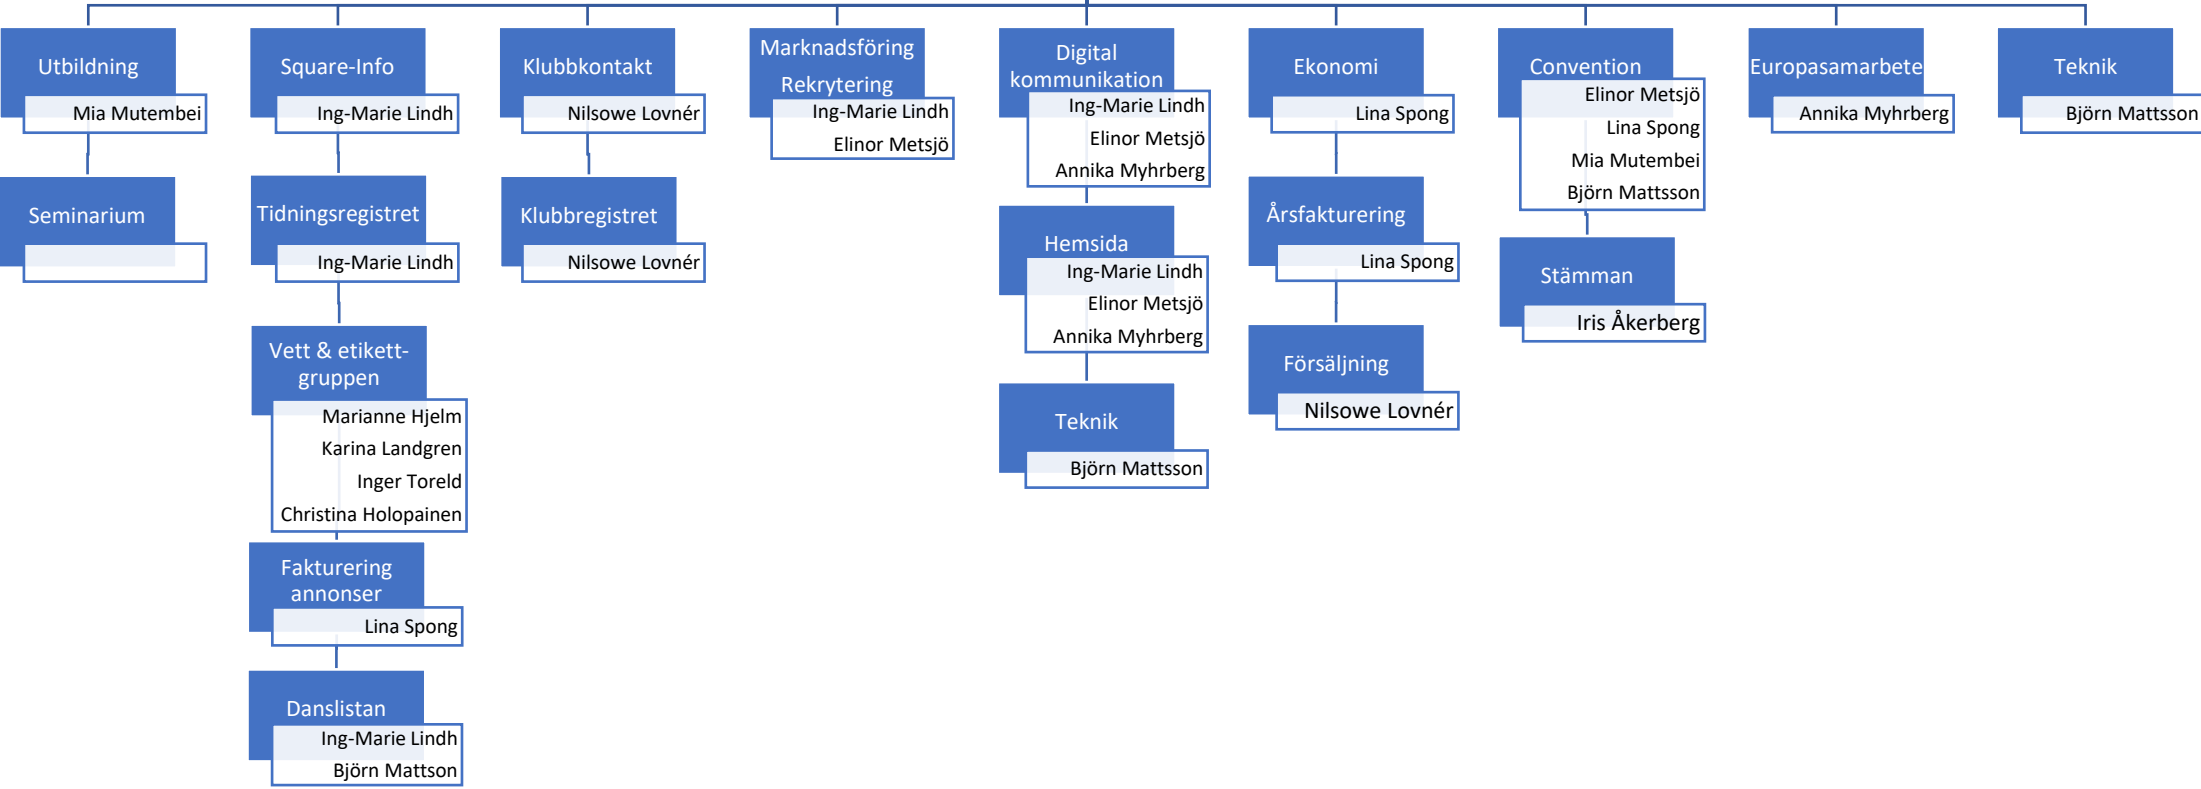 Utbildning
Mia Mutembei
Seminarium
Square-Info
Ing-Marie Lindh
Tidningsregistret
Ing-Marie Lindh
Vett & etikett-
gruppen
Marianne Hjelm
Karina Landgren
Inger Toreld
Christina Holopainen
Fakturering
annonser
Lina Spong
Danslistan
Ing-Marie Lindh
Björn Mattson
Klubbkontakt
Nilsowe Lovnér
Klubbregistret
Nilsowe Lovnér
Marknadsföring
Rekrytering
Ing-Marie Lindh
Elinor Metsjö
Digital
kommunikation
Ing-Marie Lindh
Elinor Metsjö
Annika Myhrberg
Hemsida
Ing-Marie Lindh
Elinor Metsjö
Annika Myhrberg
Teknik
Björn Mattsson
Ekonomi
Lina Spong
Årsfakturering
Lina Spong
Försäljning
Nilsowe Lovnér
Convention
Elinor Metsjö
Lina Spong
Mia Mutembei
Björn Mattsson
Stämman
Iris Åkerberg
Europasamarbete
Annika Myhrberg
Teknik
Björn Mattsson